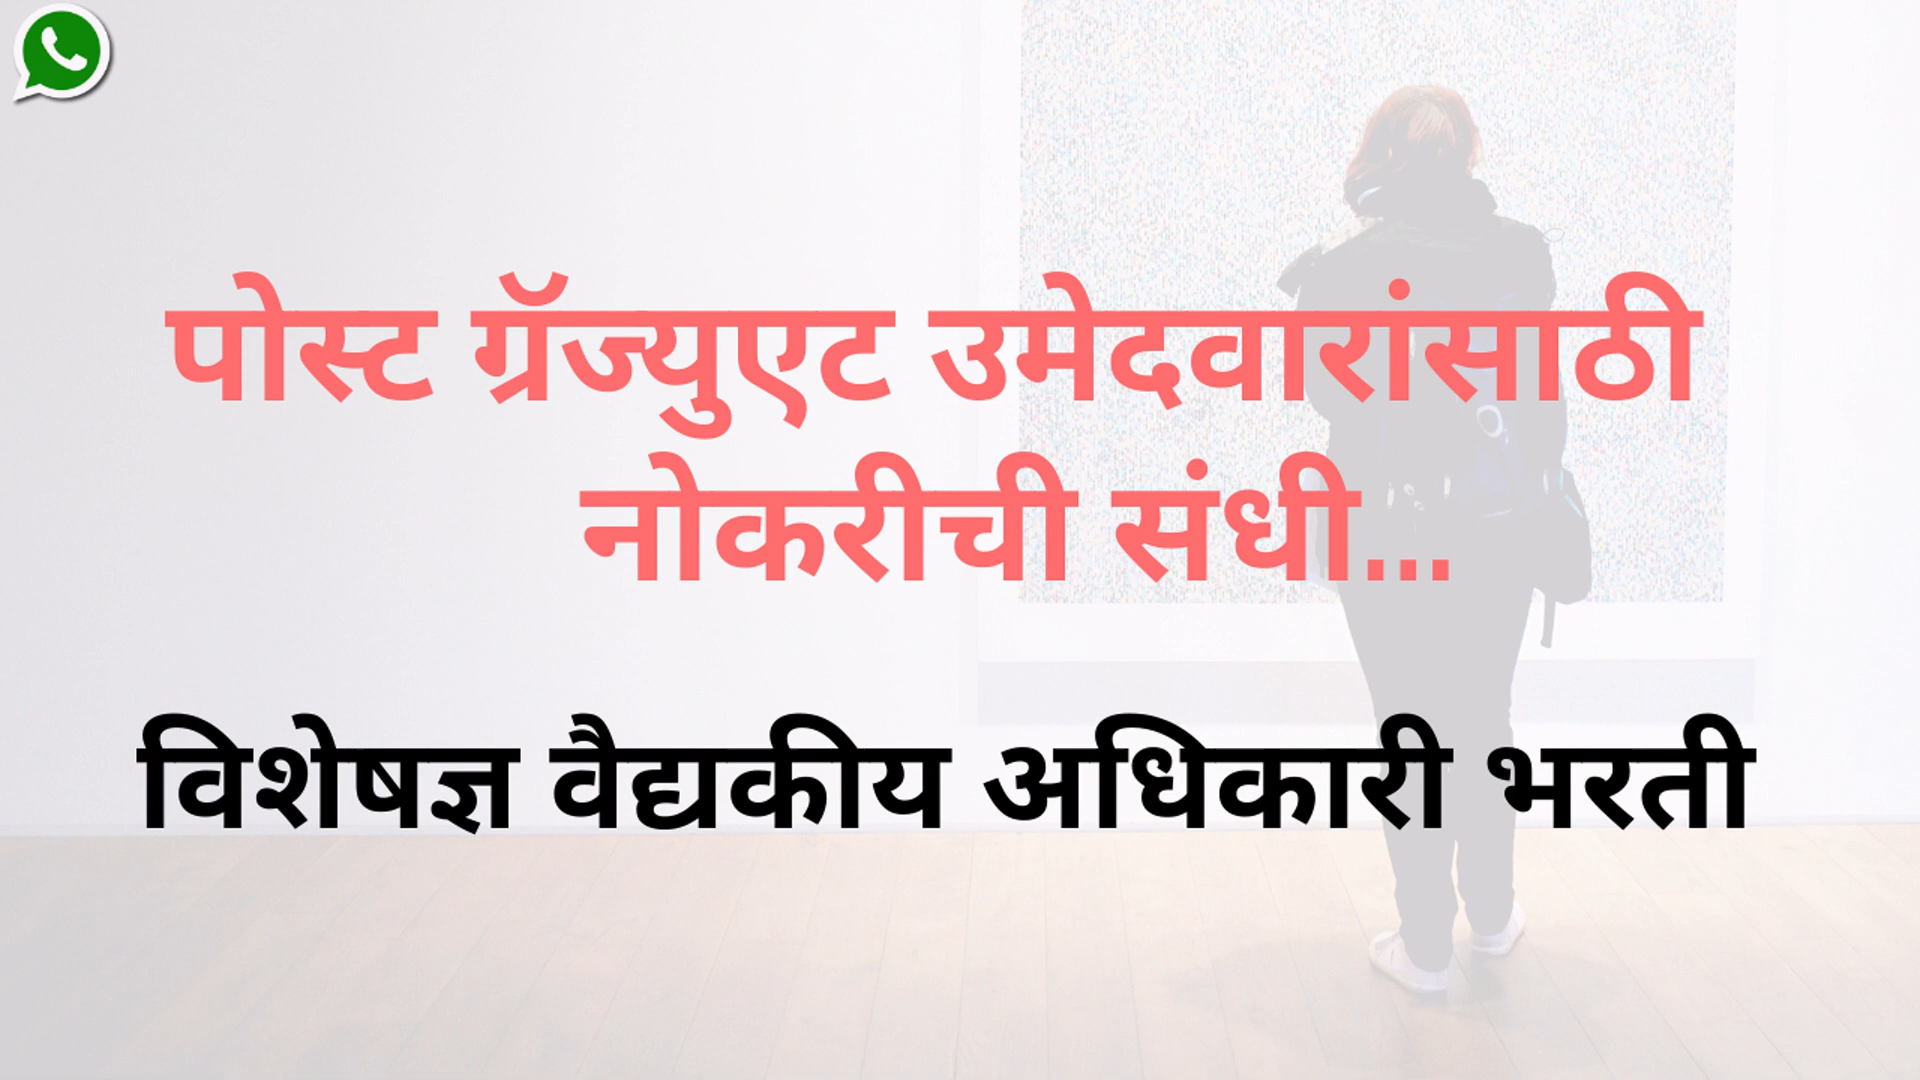 पोस्ट ग्रॅज्युएट उमेदवारांसाठी
नोकरीची संधी...
विशेषज्ञ वैद्यकीय अधिकारी भरती